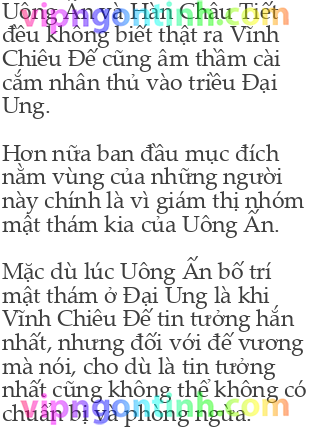 Uông Ấn và Hàn Châu Tiết
đều không biết thật ra Vĩnh
Chiêu Đế cũng âm thầm cài
cắm nhân thủ vào triều Đại
Ung.
Hơn nữa ban đầu mục đích
nằm vùng của những người
này chính là vì giám thị nhóm
mật thám kia của Uông Ấn.
Mặc dù lúc Uông Ấn bố trí
mật thám ở Đại Ung là khi
Vĩnh Chiêu Đế tin tưởng hắn
nhất, nhưng đối với đế vương
mà nói, cho dù là tin tưởng
nhất cũng không thể không có
chuẩn bị và phòng ngừa.
vipngontinh.com
vipngontinh.com